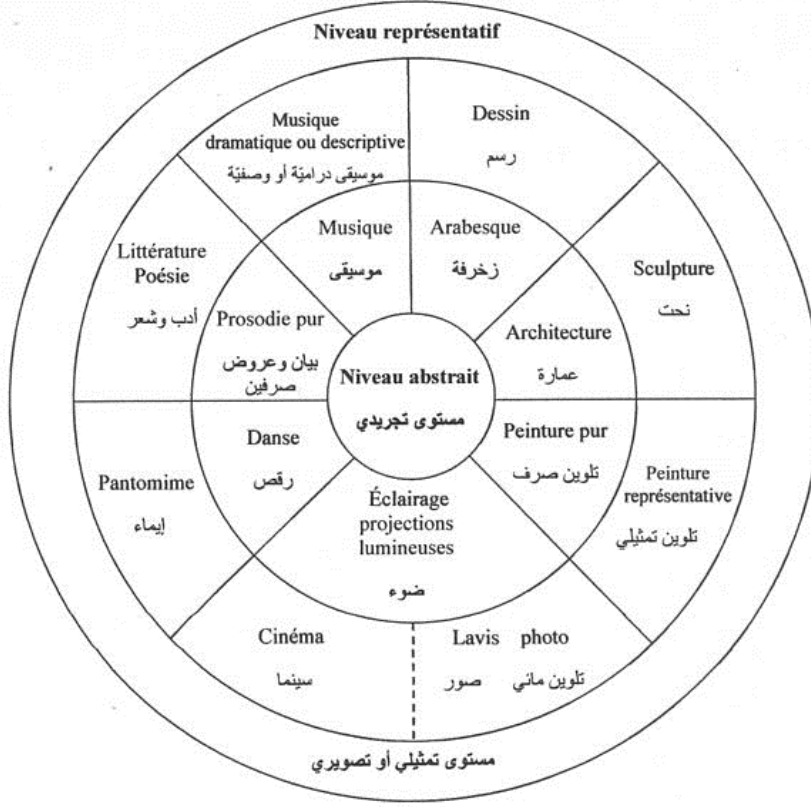 Niveau représentatif
Musique
dramatique ou descriptive
موسيقى دراميّة أو وصفيّة
Dessin
رسم
Littérature
Poésie
أدب وشعر
Musique
موسيقى
Arabesque
زخرفة
Sculpture
نحت
Prosodie pur
بيان وعروض
صرفين
Architecture
عمارة
Niveau abstrait
مستوى تجريدي
Danse
رقص
Peinture pur
تلوين صرف
Pantomime
إيماء
Peinture
représentative
تلوين تمثيلي
Éclairage
projections
lumineuses
ضوء
Cinéma
سينما
Lavis photo
تلوين مائي صور
مستوى تمثيلي أو تصويري